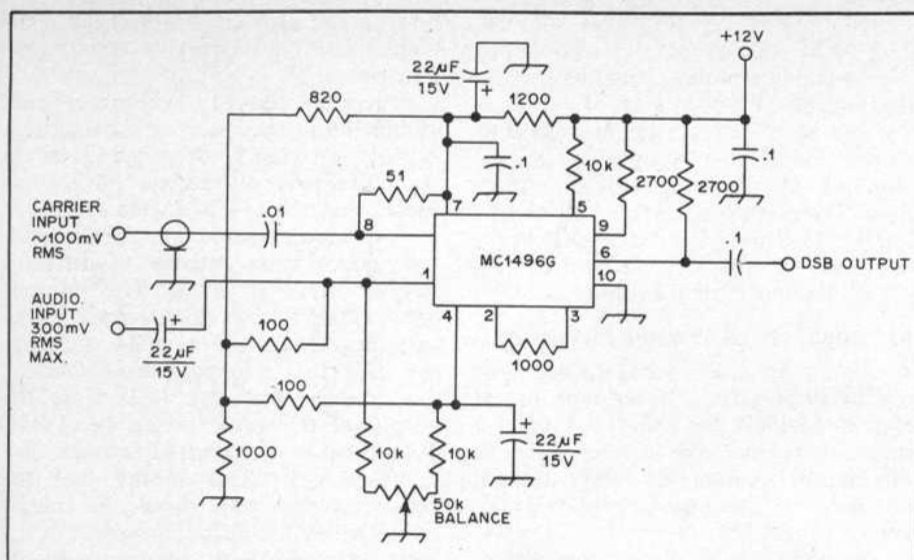 +12V
22µF
15V
820
1200
.1
10k
2700
2700
.1
51
CARRIER
INPUT
~100mV
RMS
.01
7
5
8
9
MC1496G
6
.1
DSB OUTPUT
1
10
AUDIO
INPUT
300mV
RMS
MAX.
4
2
3
22µF
15V
100
1000
100
22µF
15V
1000
10k
10k
50k
BALANCE